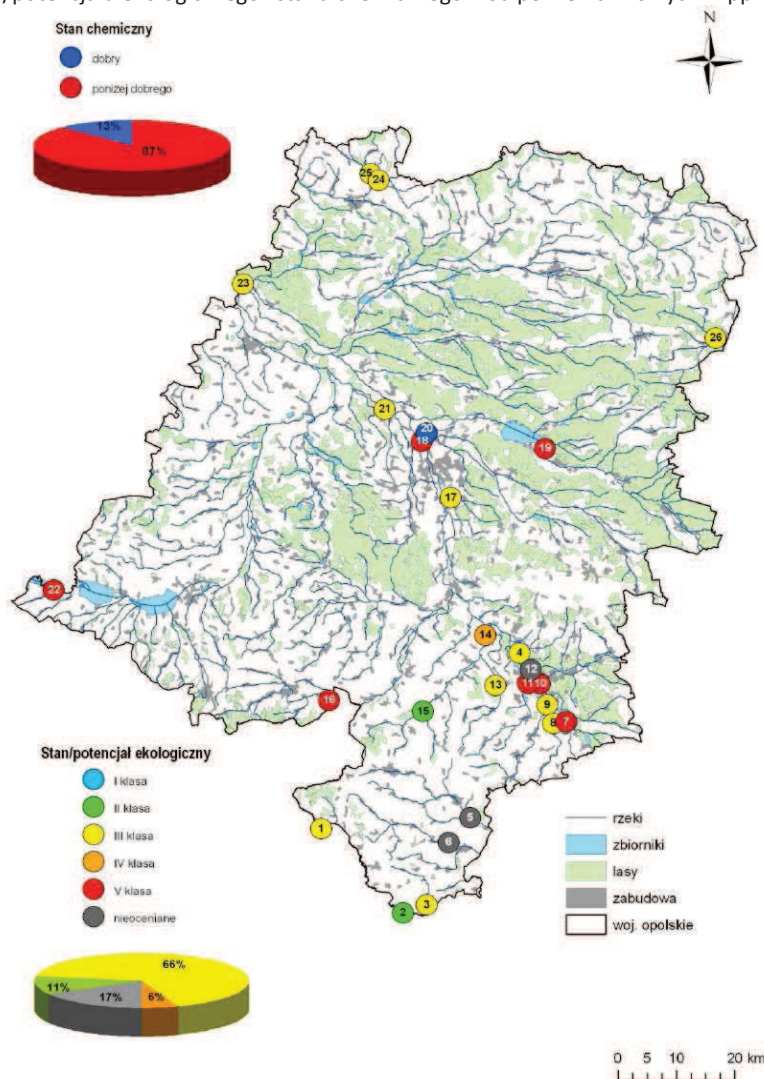 N
Stan chemiczny
dobry
poniżej dobrego
13%
87%
25
24
23
26
21
20
18
19
17
22
14
4
12
11
10
13
9
8
7
16
15
5
6
1
3
2
Stan/potencjał ekologiczny
I klasa
II klasa
III klasa
IV klasa
V klasa
nieoceniane
66%
11%
17%
6%
rzeki
zbiorniki
lasy
zabudowa
woj. opolskie
0 5 10 20 km